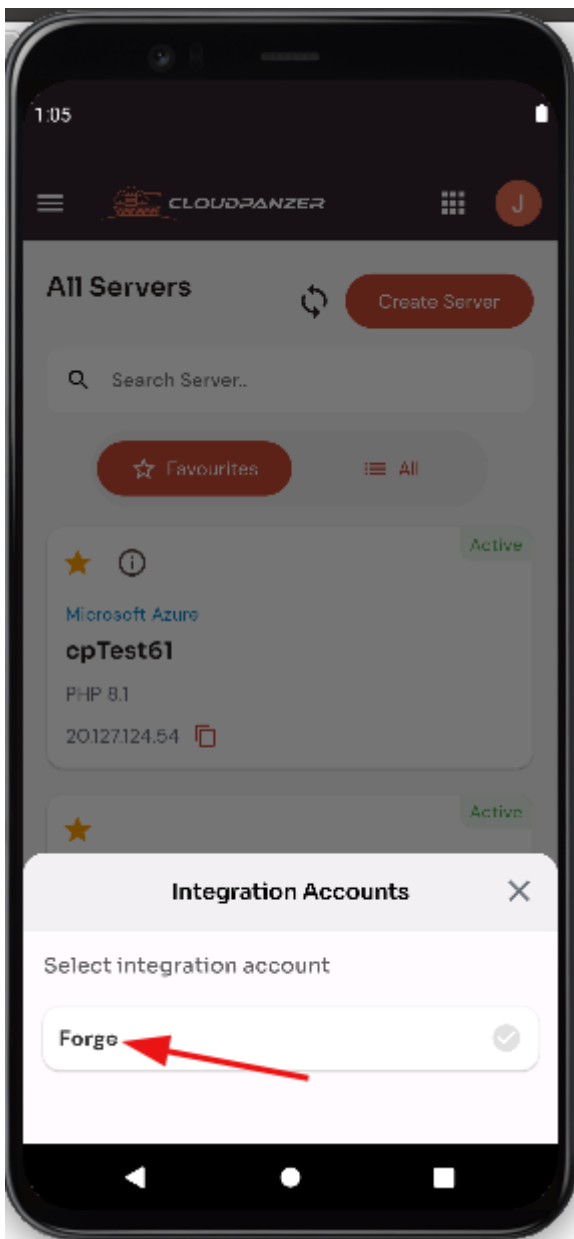 1:05
CLOUDPANZER
J
All Servers
Create Server
Search Server..
Favourites
All
Active
Microsoft Azure
cpTest61
PHP 8.1
20.127.124.54
Active
Integration Accounts
Select integration account
Forge